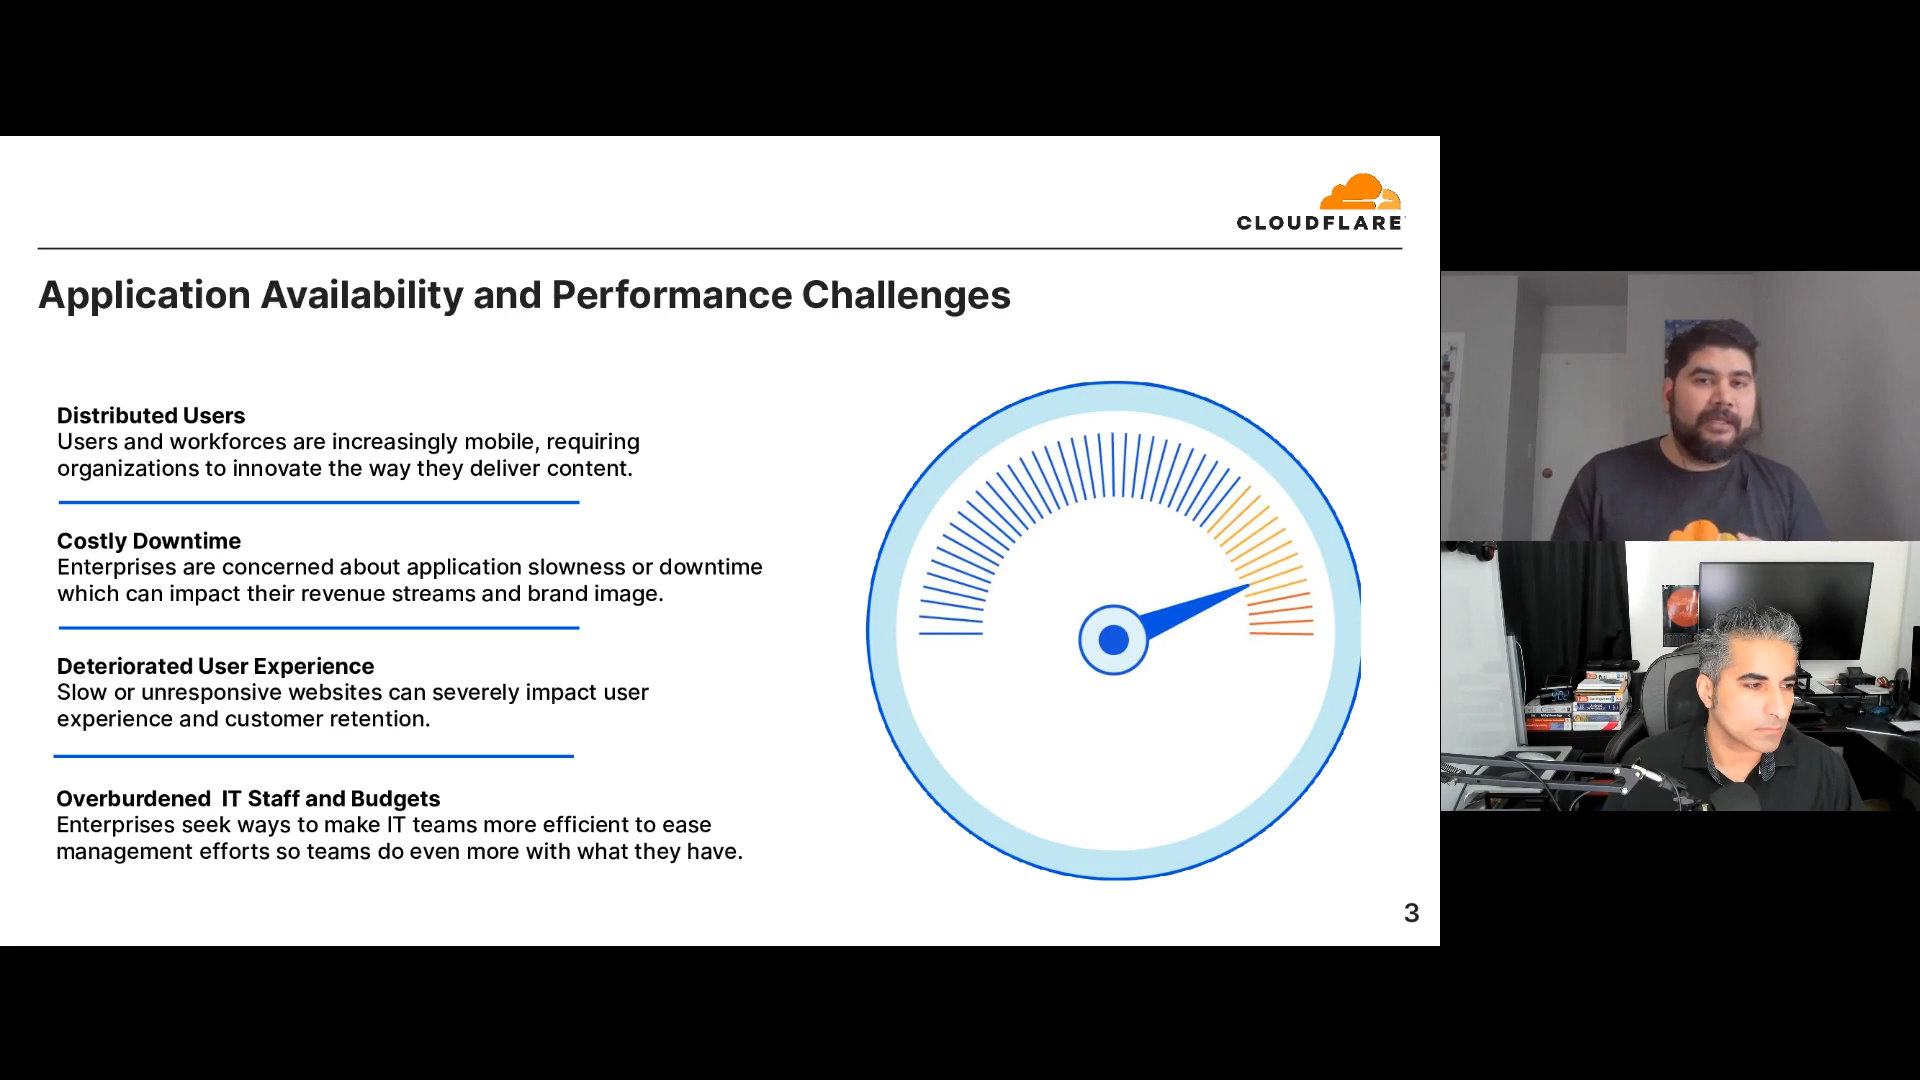 CLOUDFLARE
Application Availability and Performance Challenges
Distributed Users
Users and workforces are increasingly mobile, requiring
organizations to innovate the way they deliver content.
Costly Downtime
Enterprises are concerned about application slowness or downtime
which can impact their revenue streams and brand image.
Deteriorated User Experience
Slow or unresponsive websites can severely impact user
experience and customer retention.
Overburdened  IT Staff and Budgets
Enterprises seek ways to make IT teams more efficient to ease
management efforts so teams do even more with what they have.
3